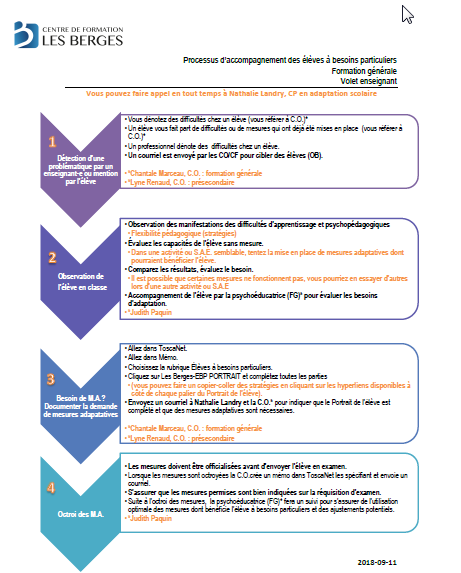 CENTRE DE FORMATION
LES BERGES
Processus d'accompagnement des élèves à besoins particuliers
Formation générale
Volet enseignant
Vous pouvez faire appel en tout temps à Nathalie Landry, CP en adaptation scolaire
1
Détection d'une
problématique par un
enseignant-e ou mention
par l'élève
• Vous dénotez des difficultés chez un élève (vous référer à C.O.)*
• Un élève vous fait part de difficultés ou de mesures qui ont déjà été mises en place (vous référer à
C.O.)*
• Un professionnel dénote des difficultés chez un élève.
• Un courriel est envoyé par les CO/CF pour cibler des élèves (OB).
• *Chantale Marceau, C.O. : formation générale
• *Lyne Renaud, C.O. : présecondaire
2
Observation de
l'élève en classe
• Observation des manifestations des difficultés d'apprentissage et psychopédagogiques
• Flexibilité pédagogique (stratégies)
• Évaluez les capacités de l'élève sans mesure.
• Dans une activité ou S.A.É. semblable, tentez la mise en place de mesures adaptatives dont
pourraient bénéficier l'élève.
• Comparez les résultats, évaluez le besoin.
• Il est possible que certaines mesures ne fonctionnent pas, vous pourriez en essayer d'autres
lors d'une autre activité ou S.A.É
• Accompagnement de l'élève par la psychoéducatrice (FG)* pour évaluer les besoins
d'adaptation.
• *Judith Paquin
3
Besoin de M.A.?
Documenter la demande
de mesures adapatatives
• Allez dans ToscaNet.
• Allez dans Mémo.
• Choisissez la rubrique Élèves à besoins particuliers.
• Cliquez sur Les Berges-EBP PORTRAIT et complétez toutes les parties
• (vous pouvez faire un copier-coller des stratégies en cliquant sur les hyperliens disponibles à
côté de chaque palier du Portrait de l'élève).
• Envoyez un courriel à Nathalie Landry et la C.O.* pour indiquer que le Portrait de l'élève est
complété et que des mesures adaptatives sont nécessaires.
• *Chantale Marceau, C.O. : formation générale
• *Lyne Renaud, C.O. : présecondaire
4
Octroi des M.A.
• Les mesures doivent être officialisées avant d'envoyer l'élève en examen.
• Lorsque les mesures sont octroyées la C.O.crée un mémo dans ToscaNet les spécifiant et envoie un
courriel.
• S'assurer que les mesures permises sont bien indiquées sur la réquisition d'examen.
• Suite à l'octroi des mesures, la psychoéducatrice (FG)* fera un suivi pour s'assurer de l'utilisation
optimale des mesures dont bénéficie l'élève à besoins particuliers et des ajustements potentiels.
• *Judith Paquin
2018-09-11